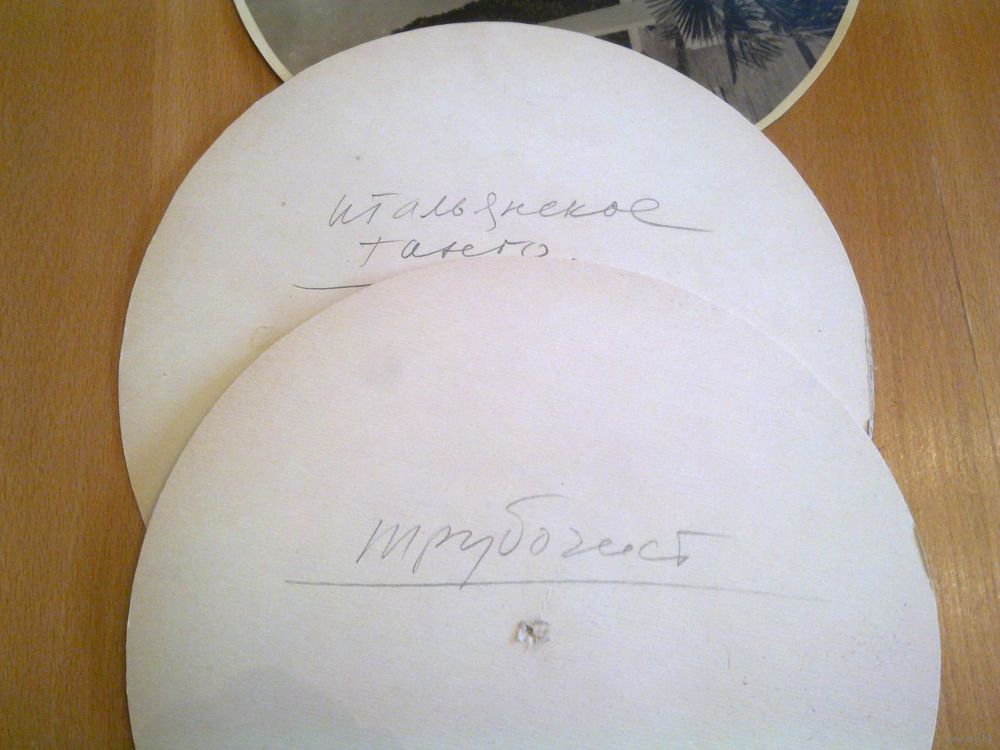 итальянское
танго.
трубочист